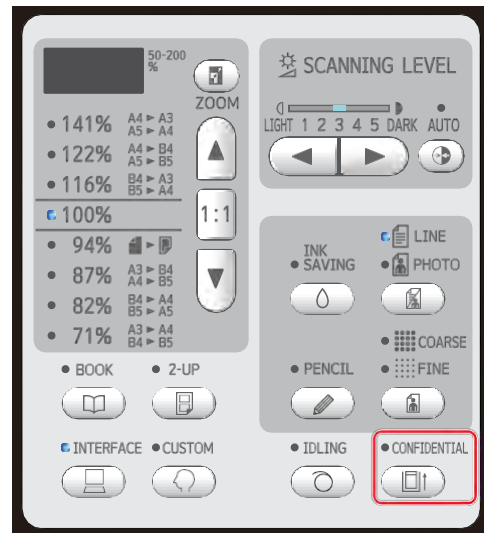 50-200
%
ZOOM
141% A4 ► A3
A5 ► A4
122% A4 ► B4
A5 ► B5
116% B4 ► A3
B5 ► A4
100%
1:1
94%
87% A3 ► B4
A4 ► B5
82% B4 ► A4
B5 ► A5
71% A3 ► A4
B4 ► B5
BOOK
2-UP
INTERFACE
CUSTOM
SCANNING LEVEL
LIGHT 1 2 3 4 5 DARK AUTO
INK
SAVING
LINE
PHOTO
COARSE
FINE
PENCIL
IDLING
CONFIDENTIAL